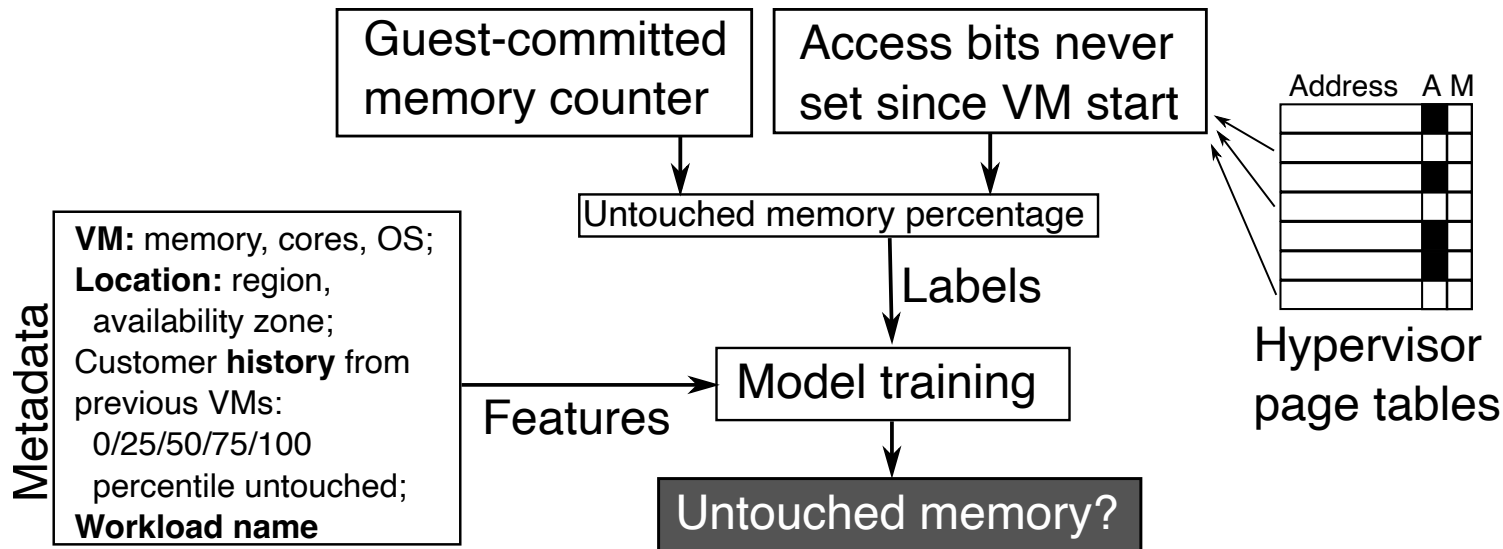 Guest-committed
memory counter
Access bits never
set since VM start
Address A M
Hypervisor
page tables
Untouched memory percentage
Labels
Metadata
VM: memory, cores, OS;
Location: region,
availability zone;
Customer history from
previous VMs:
0/25/50/75/100
percentile untouched;
Workload name
Features
Model training
Untouched memory?